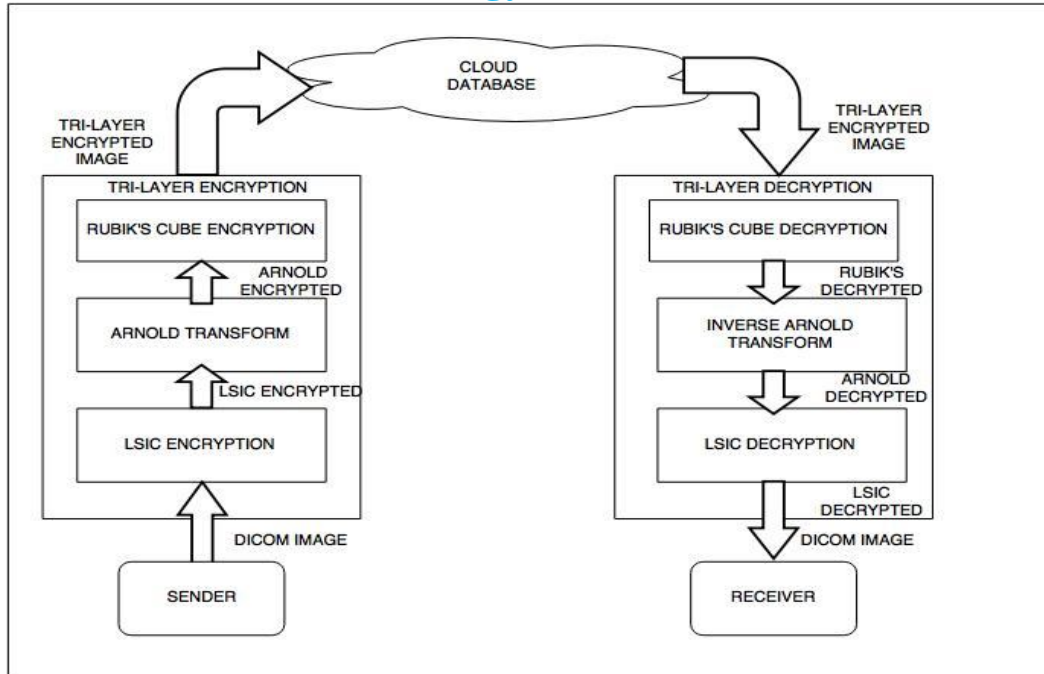 CLOUD
DATABASE
TRI-LAYER
ENCRYPTED
IMAGE
TRI-LAYER
ENCRYPTED
IMAGE
TRI-LAYER ENCRYPTION
RUBIK'S CUBE ENCRYPTION
ARNOLD
ENCRYPTED
ARNOLD TRANSFORM
LSIC ENCRYPTED
LSIC ENCRYPTION
DICOM IMAGE
SENDER
TRI-LAYER DECRYPTION
RUBIK'S CUBE DECRYPTION
RUBIK'S
DECRYPTED
INVERSE ARNOLD
TRANSFORM
ARNOLD
DECRYPTED
LSIC DECRYPTION
LSIC
DECRYPTED
DICOM IMAGE
RECEIVER